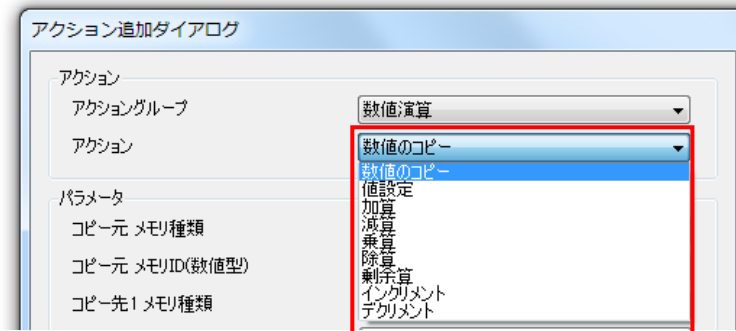 アクション追加ダイアログ
アクション
アクショングループ 数値演算
アクション 数値のコピー
数値のコピー
値設定
加算
減算
乗算
除算
剰余算
インクリメント
デクリメント
パラメータ
コピー元 メモリ種類
コピー元 メモリID(数値型)
コピー先1 メモリ種類